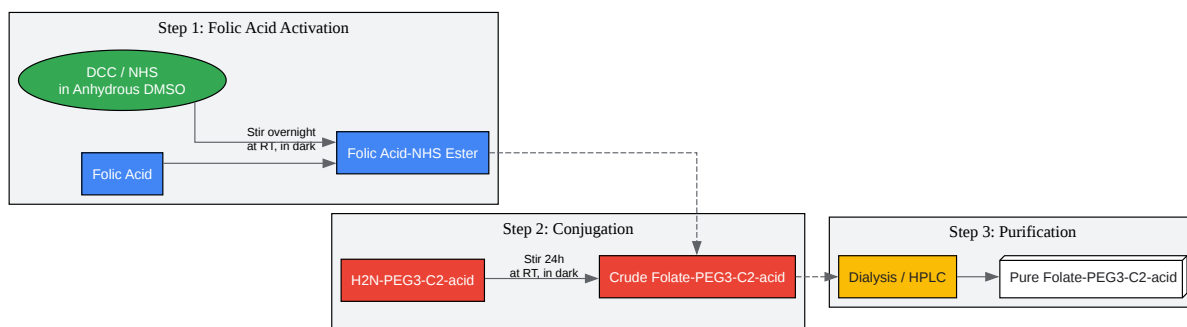 Step 1: Folic Acid Activation
DCC / NHS
in Anhydrous DMSO
Stir overnight
at RT, in dark
Folic Acid-NHS Ester
Folic Acid
Step 2: Conjugation
H2N-PEG3-C2-acid
Stir 24h
at RT, in dark
Crude Folate-PEG3-C2-acid
Step 3: Purification
Dialysis / HPLC
Pure Folate-PEG3-C2-acid